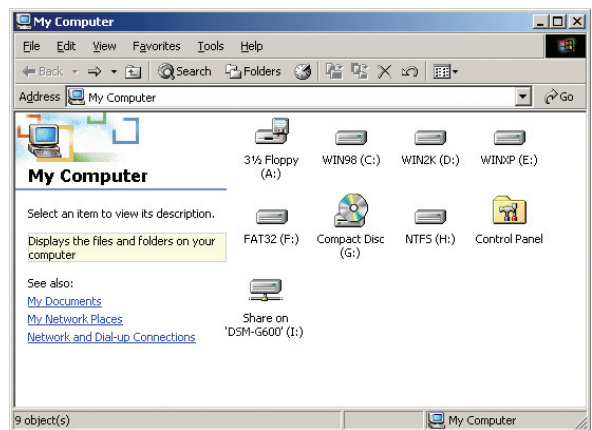 My Computer
File Edit View Favorites Tools Help
Back Search Folders
Address My Computer Go
My Computer
Select an item to view its description.
Displays the files and folders on your
computer
See also:
My Documents
My Network Places
Network and Dial-up Connections
3½ Floppy
(A:)
WIN98 (C:)
WIN2K (D:)
WINXP (E:)
FAT32 (F:)
Compact Disc
(G:)
NTFS (H:)
Control Panel
Share on
'DSM-G600' (I:)
9 object(s)
My Computer